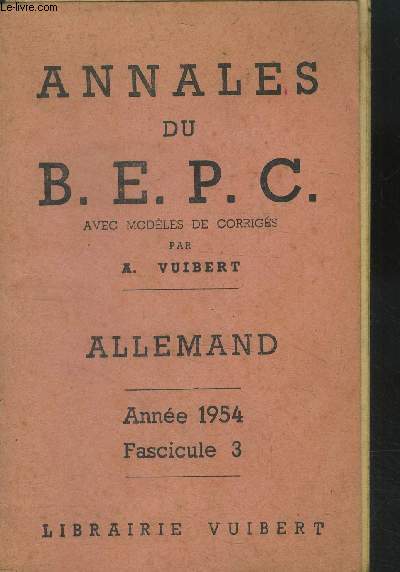 Le-livre.com
ANNALES
DU
B. E. P. C.
AVEC MODÈLES DE CORRIGÉS
PAR
A. VUIBERT
ALLEMAND
Année 1954
Fascicule 3
LIBRAIRIE VUIBERT